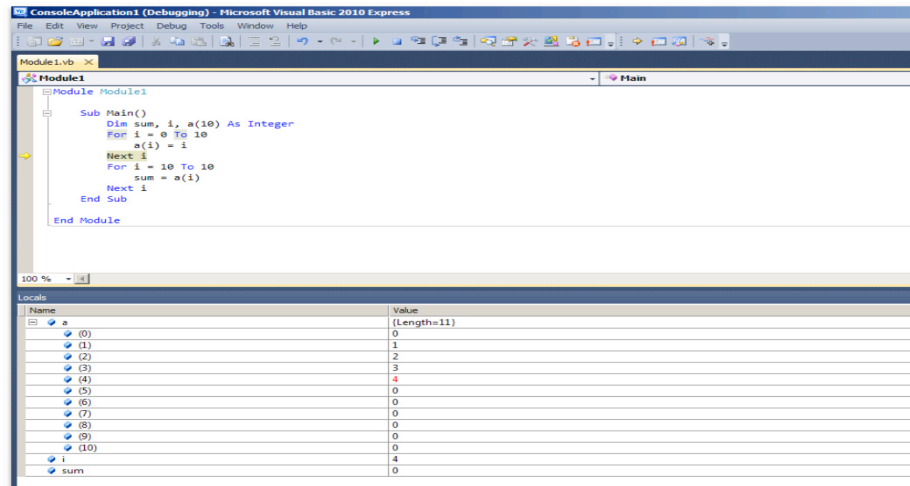 ConsoleApplication1 (Debugging) - Microsoft Visual Basic 2010 Express
File Edit View Project Debug Tools Window Help
Module1.vb
Module1
Main
Module Module1
Sub Main()
Dim sum, i, a(10) As Integer
For i = 0 To 10
a(i) = i
Next i
For i = 10 To 10
sum = a(i)
Next i
End Sub
End Module
100 %
Locals
Name Value
a {Length=11}
(0) 0
(1) 1
(2) 2
(3) 3
(4) 4
(5) 0
(6) 0
(7) 0
(8) 0
(9) 0
(10) 0
i 4
sum 0